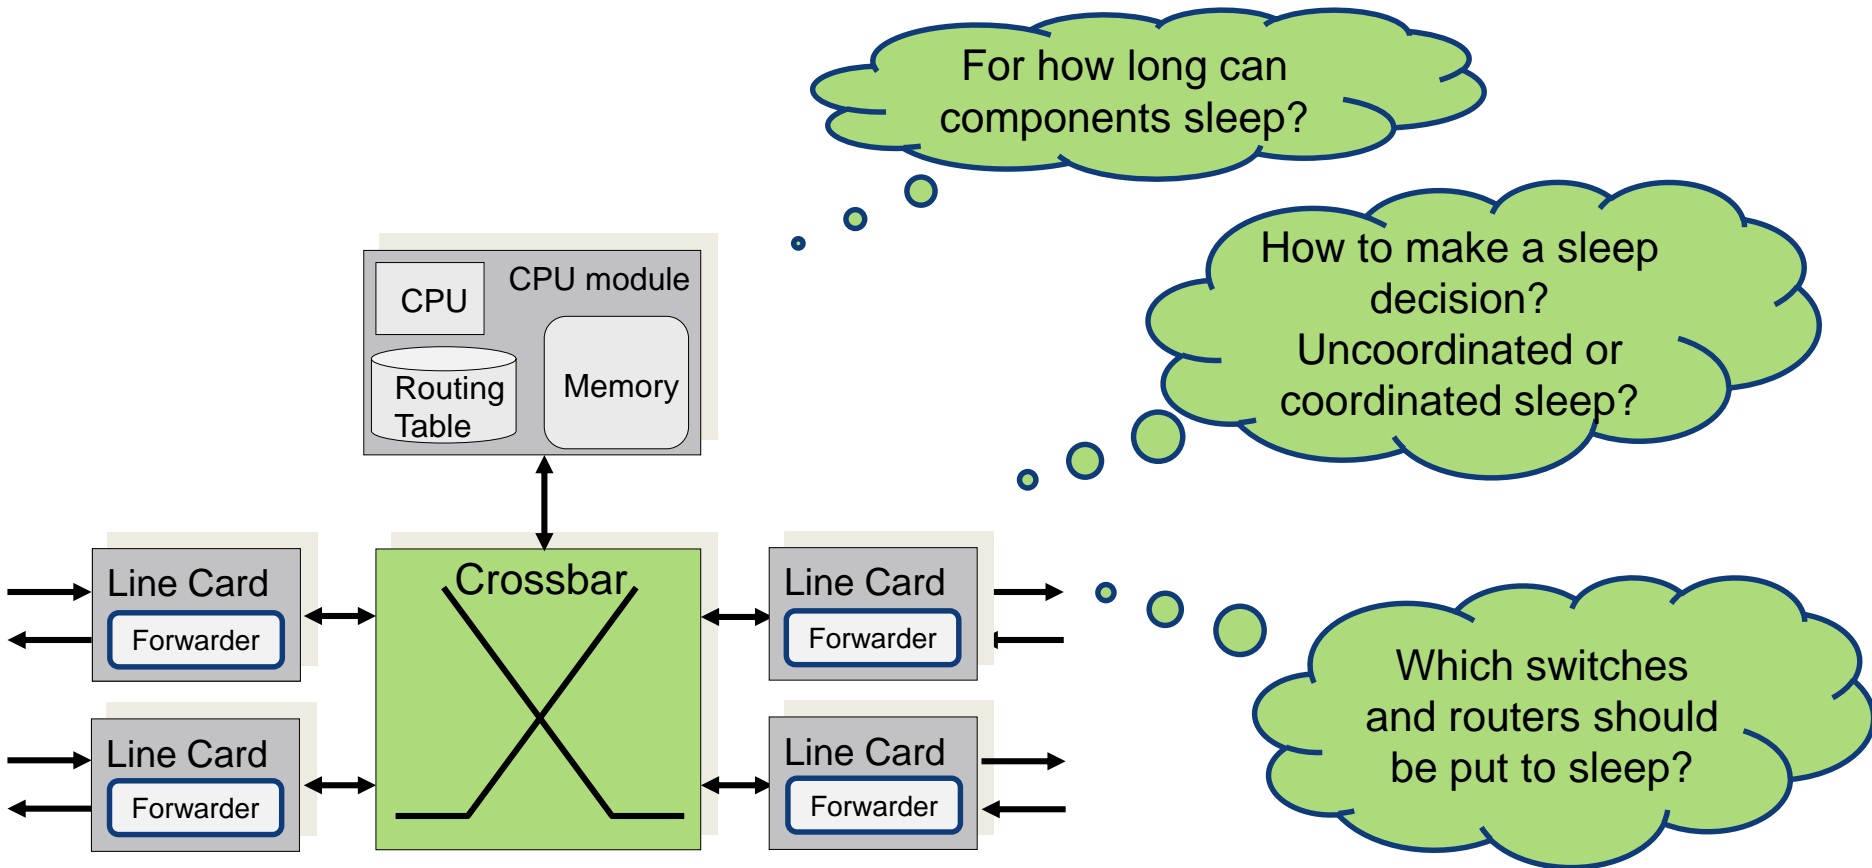 For how long can
components sleep?
How to make a sleep
decision?
Uncoordinated or
coordinated sleep?
CPU module
CPU
Routing
Table
Memory
Line Card
Forwarder
Crossbar
Line Card
Forwarder
Line Card
Forwarder
Line Card
Forwarder
Which switches
and routers should
be put to sleep?